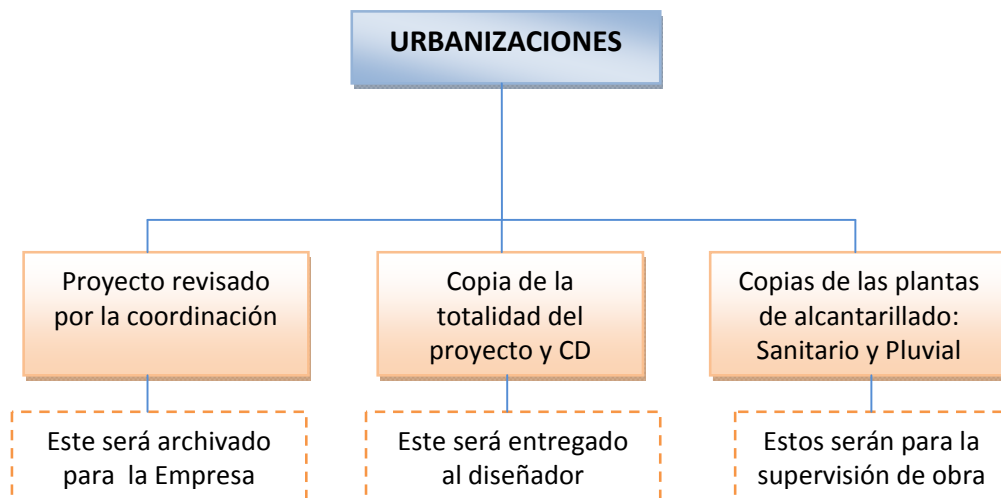 URBANIZACIONES
Proyecto revisado
por la coordinación
Copia de la
totalidad del
proyecto y CD
Copias de las plantas
de alcantarillado:
Sanitario y Pluvial
Este será archivado
para la Empresa
Este será entregado
al diseñador
Estos serán para la
supervisión de obra